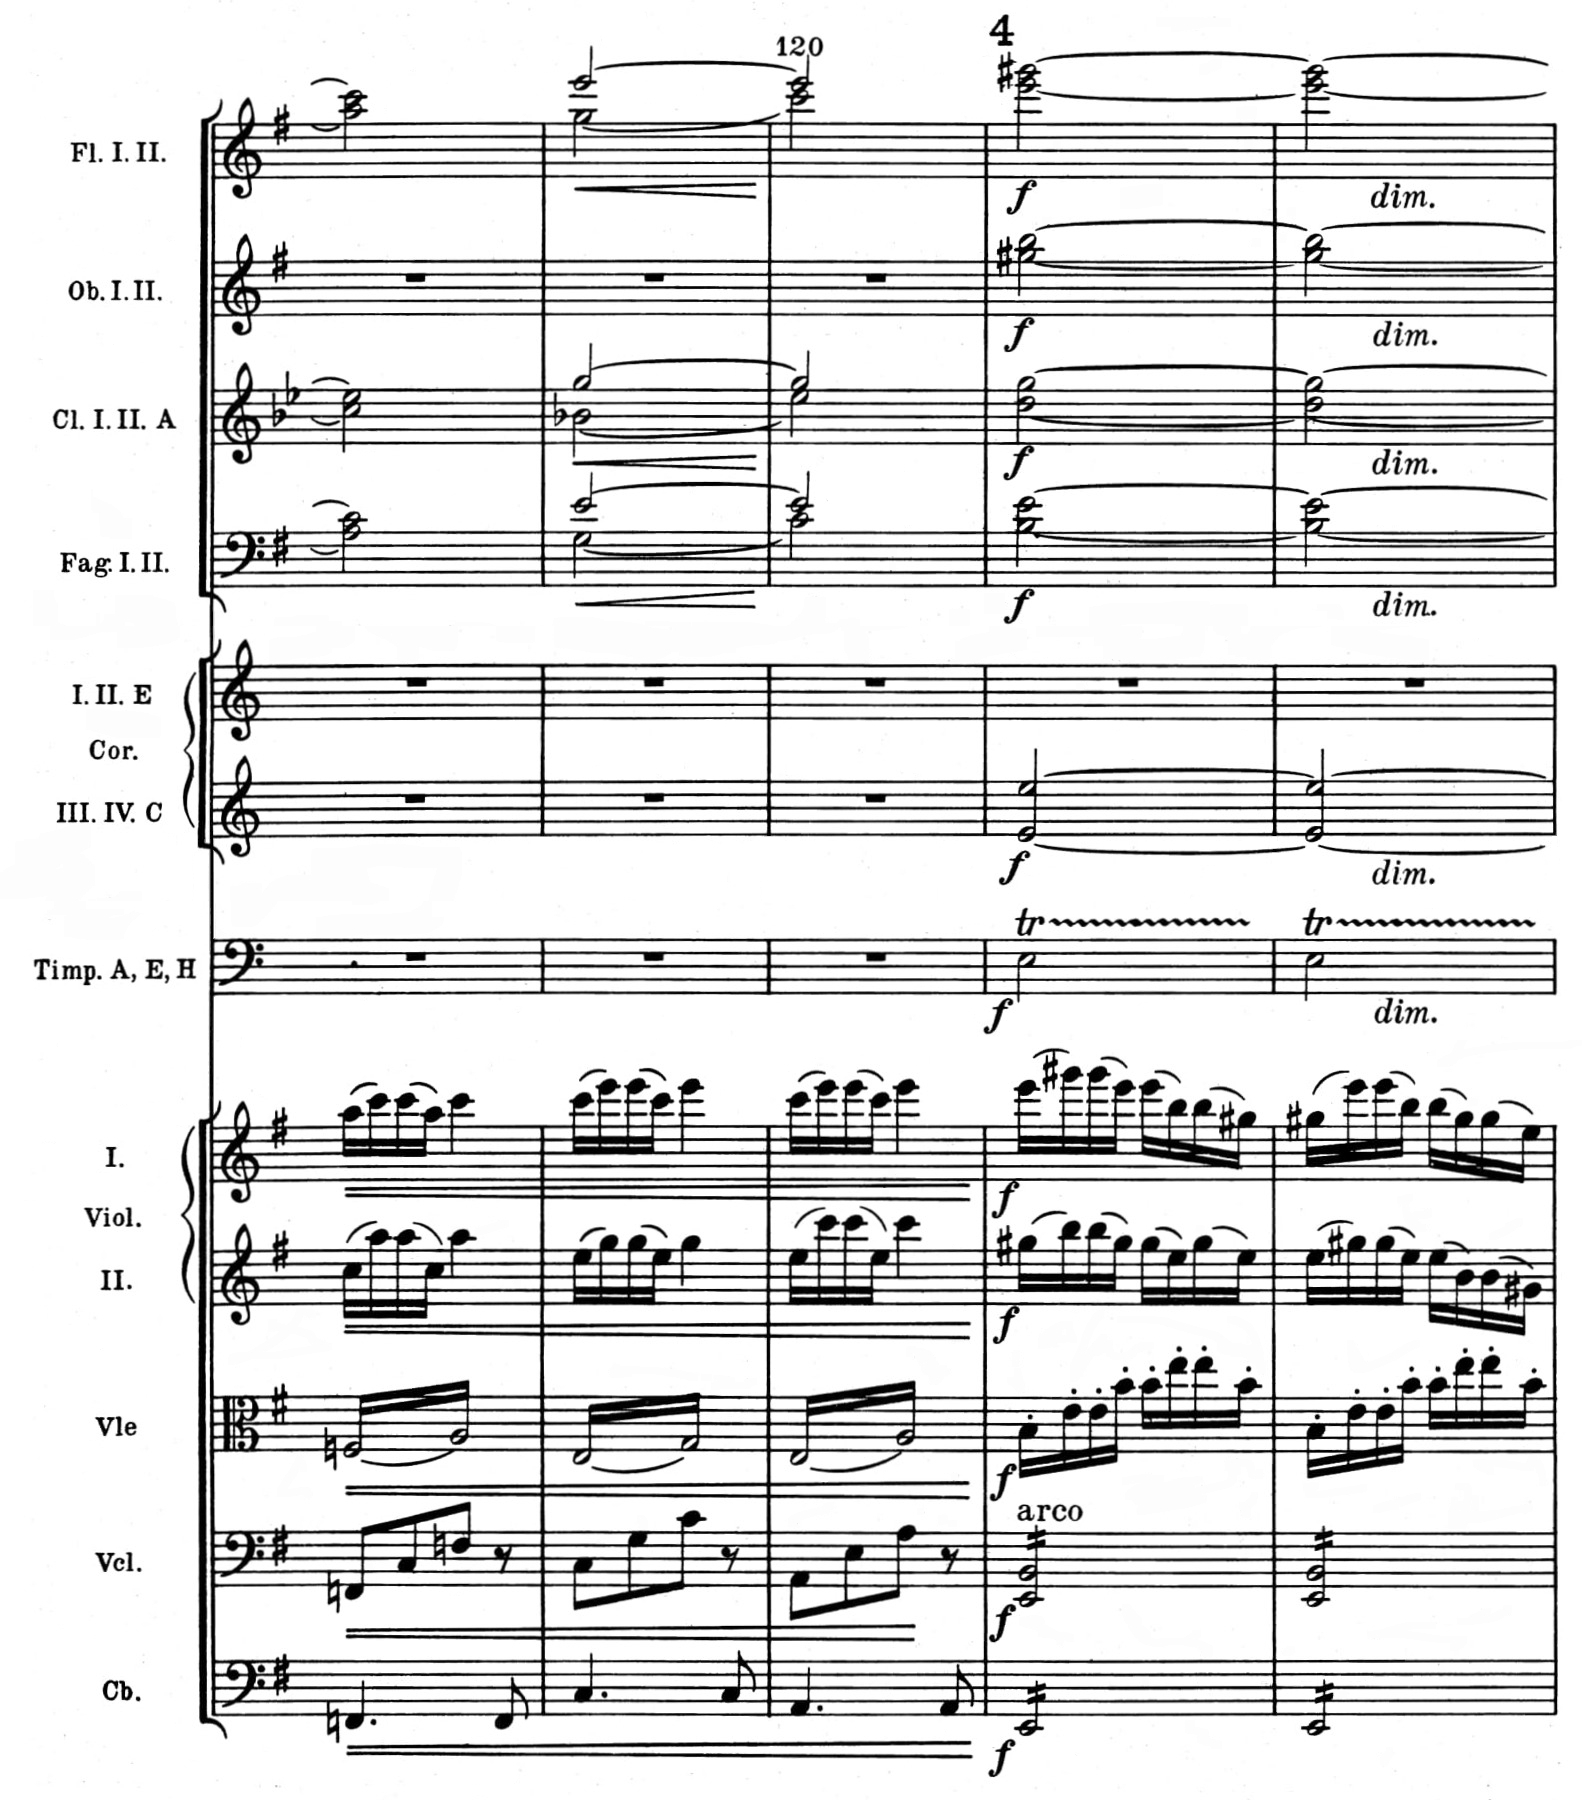 4
120
Fl. I. II.
f dim.
Ob. I. II.
f dim.
Cl. I. II. A
f dim.
Fag. I. II.
f dim.
I. II. E
Cor.
III. IV. C
f dim.
tr tr
Timp. A, E, H
f dim.
I.
f
Viol.
II.
f
Vle
f
arco
Vcl.
f
Cb.
f